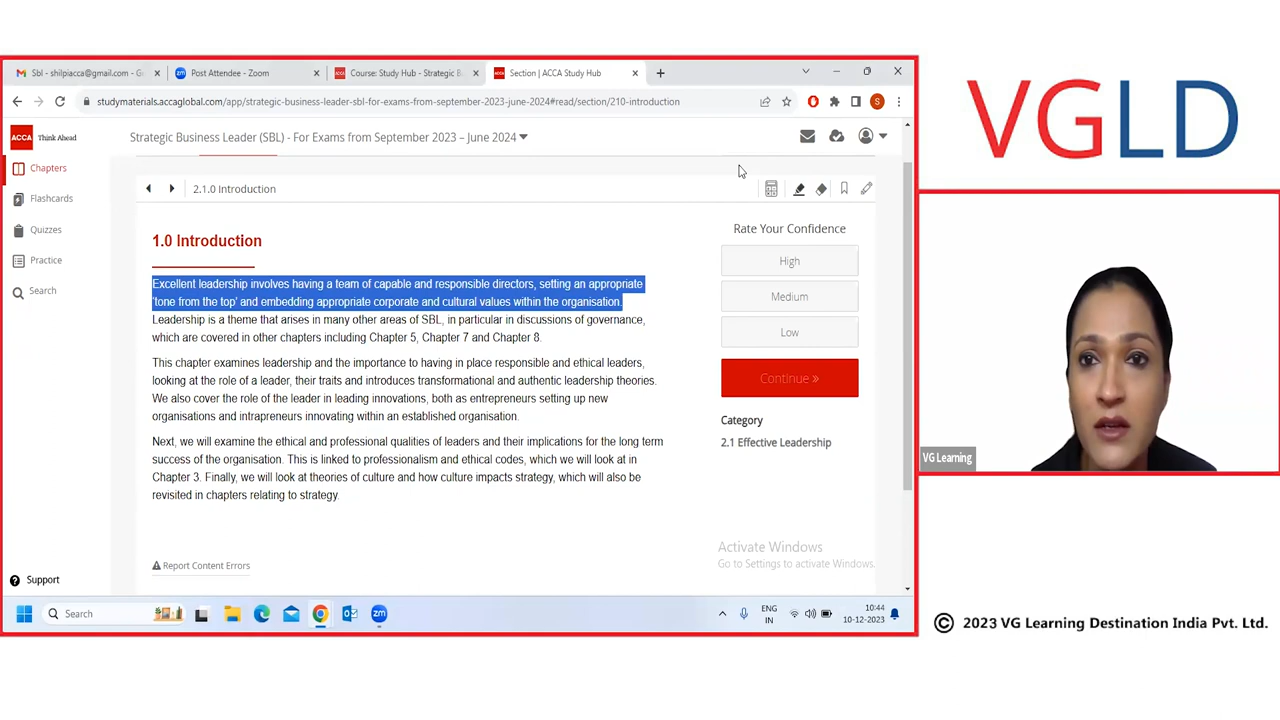 Sbl - shilpiacca@gmail.com - G
Post Attendee - Zoom
Course: Study Hub - Strategic B
Section | ACCA Study Hub
studymaterials.accaglobal.com/app/strategic-business-leader-sbl-for-exams-from-september-2023-june-2024#read/section/210-introduction
S
ACCA
Think Ahead
Strategic Business Leader (SBL) - For Exams from September 2023 – June 2024
Chapters
Flashcards
Quizzes
Practice
Search
Support
2.1.0 Introduction
1.0 Introduction
Excellent leadership involves having a team of capable and responsible directors, setting an appropriate
'tone from the top' and embedding appropriate corporate and cultural values within the organisation.
Leadership is a theme that arises in many other areas of SBL, in particular in discussions of governance,
which are covered in other chapters including Chapter 5, Chapter 7 and Chapter 8.
This chapter examines leadership and the importance to having in place responsible and ethical leaders,
looking at the role of a leader, their traits and introduces transformational and authentic leadership theories.
We also cover the role of the leader in leading innovations, both as entrepreneurs setting up new
organisations and intrapreneurs innovating within an established organisation.
Next, we will examine the ethical and professional qualities of leaders and their implications for the long term
success of the organisation. This is linked to professionalism and ethical codes, which we will look at in
Chapter 3. Finally, we will look at theories of culture and how culture impacts strategy, which will also be
revisited in chapters relating to strategy.
Report Content Errors
Rate Your Confidence
High
Medium
Low
Continue »
Category
2.1 Effective Leadership
Activate Windows
Go to Settings to activate Windows.
Search
zm
ENG
IN
10:44
10-12-2023
VGLD
VG Learning
© 2023 VG Learning Destination India Pvt. Ltd.